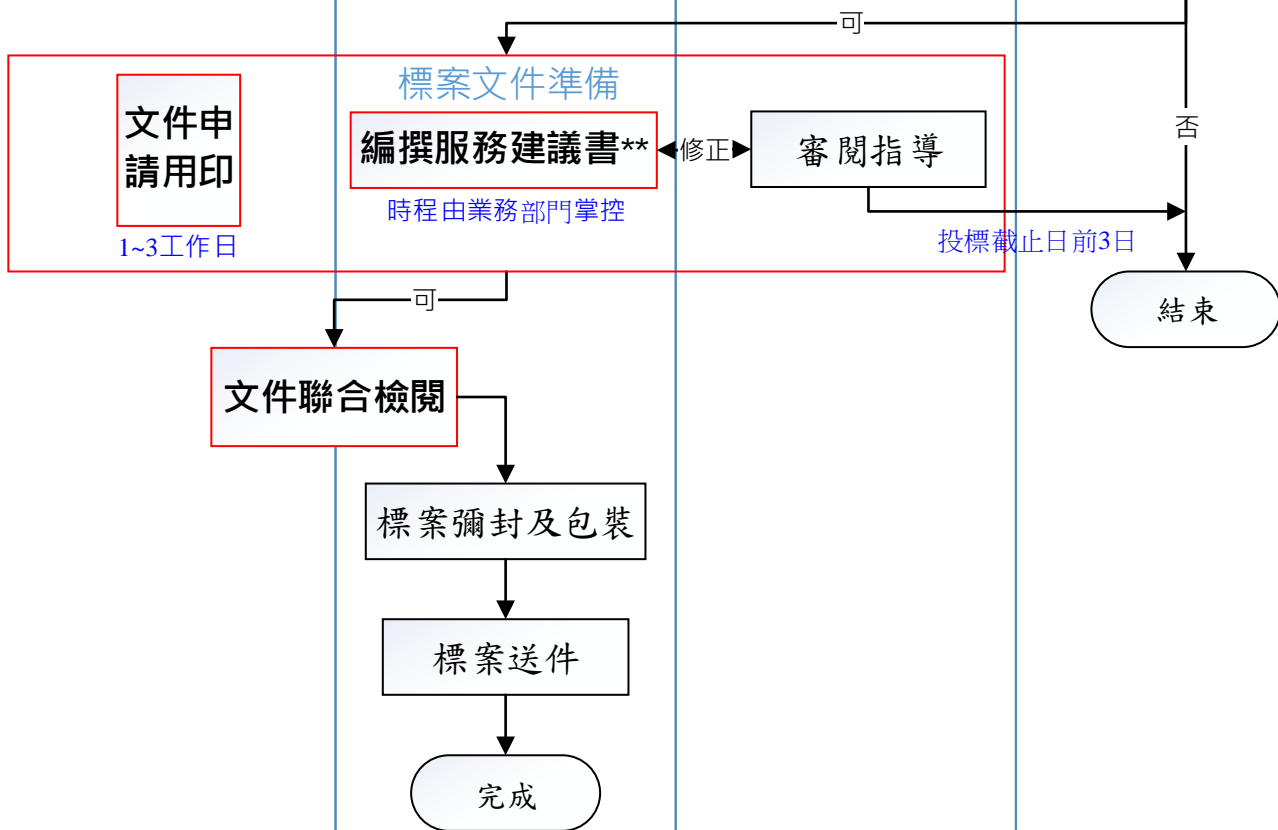 可
否
標案文件準備
文件申
請用印
1~3工作日
編撰服務建議書**
時程由業務部門掌控
修正
審閱指導
投標截止日前3日
結束
可
文件聯合檢閱
標案彌封及包裝
標案送件
完成